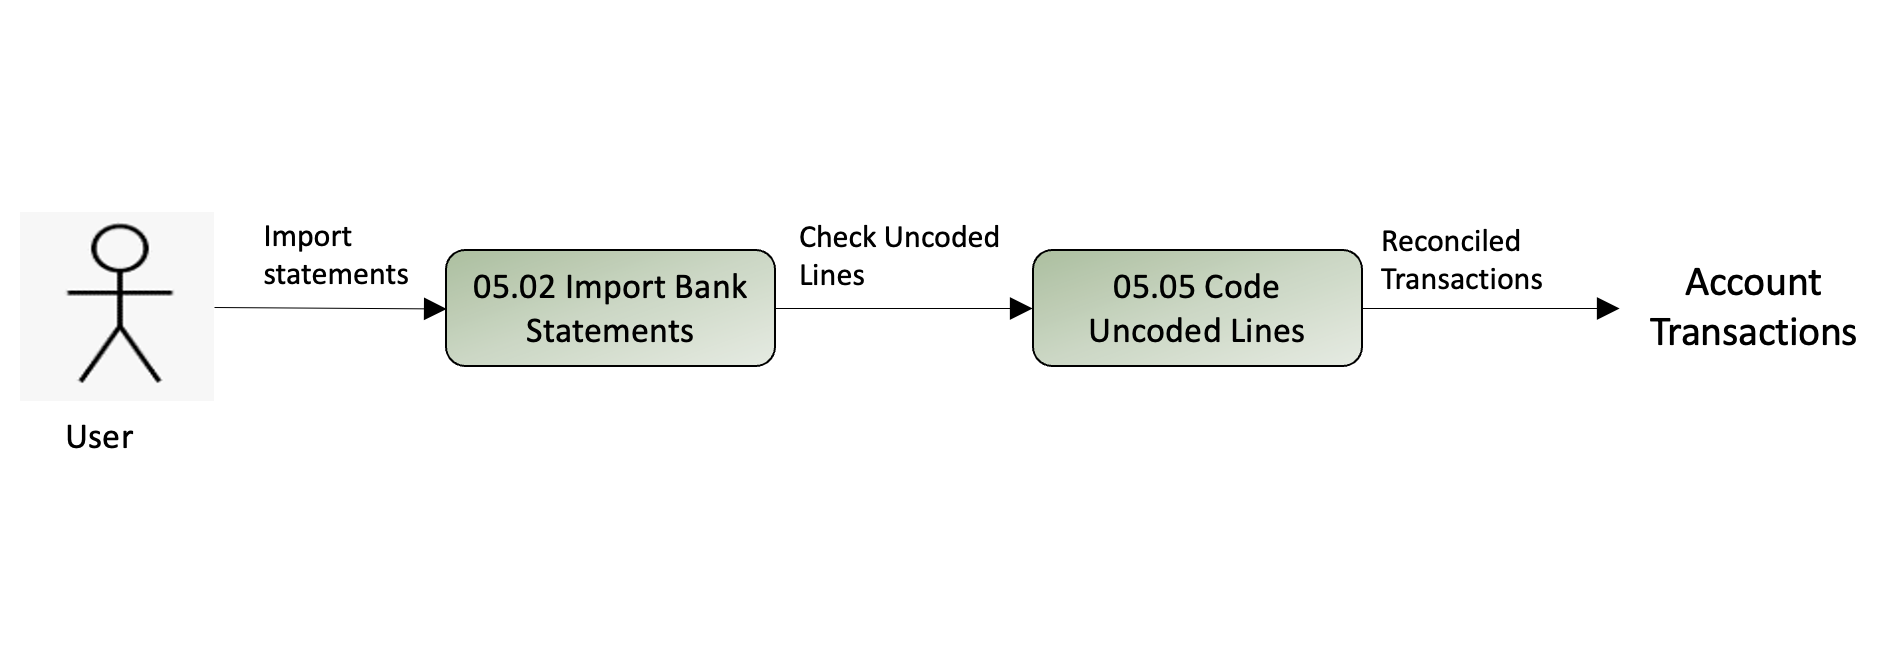 Import
statements
05.02 Import Bank
Statements
Check Uncoded
Lines
05.05 Code
Uncoded Lines
Reconciled
Transactions
Account
Transactions
User